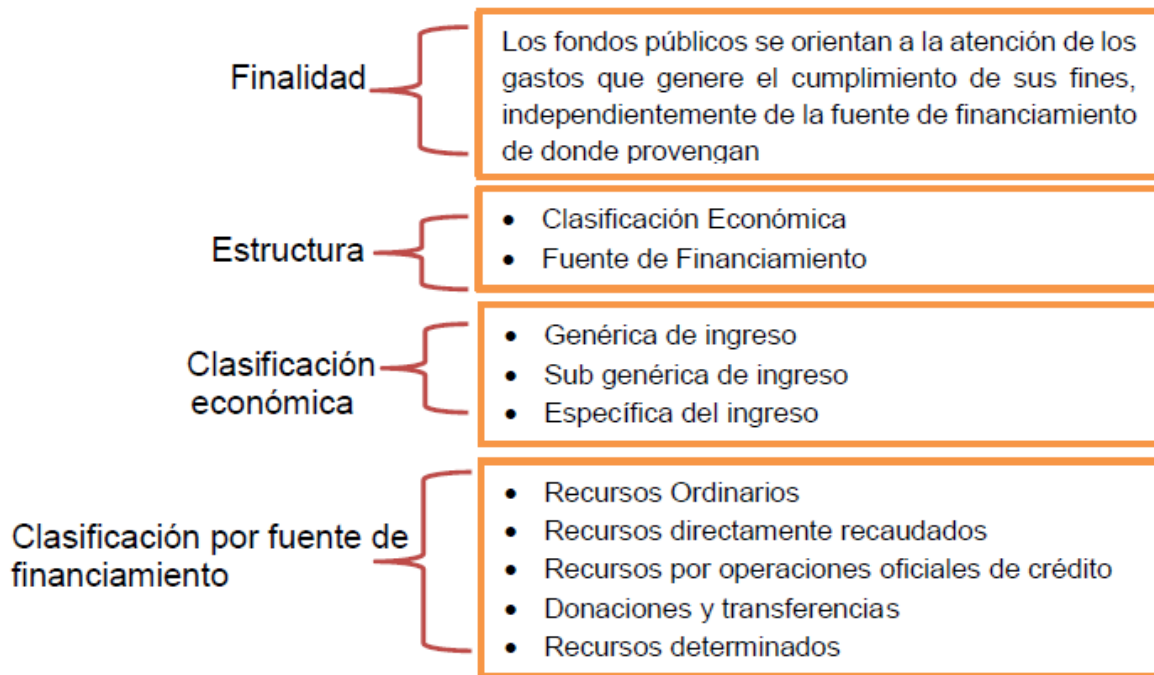 Finalidad
Los fondos públicos se orientan a la atención de los
gastos que genere el cumplimiento de sus fines,
independientemente de la fuente de financiamiento
de donde provengan
Estructura
• Clasificación Económica
• Fuente de Financiamiento
Clasificación
económica
• Genérica de ingreso
• Sub genérica de ingreso
• Específica del ingreso
Clasificación por fuente de
financiamiento
• Recursos Ordinarios
• Recursos directamente recaudados
• Recursos por operaciones oficiales de crédito
• Donaciones y transferencias
• Recursos determinados